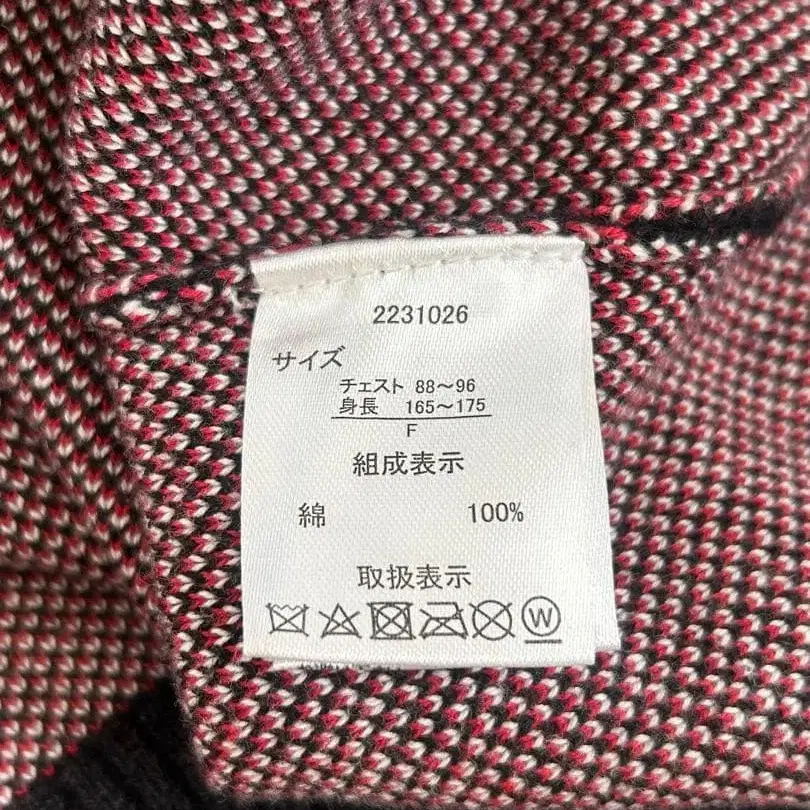 2231026
サイズ
チェスト 88～96
身長 165～175
F
組成表示
綿 100%
取扱表示
W